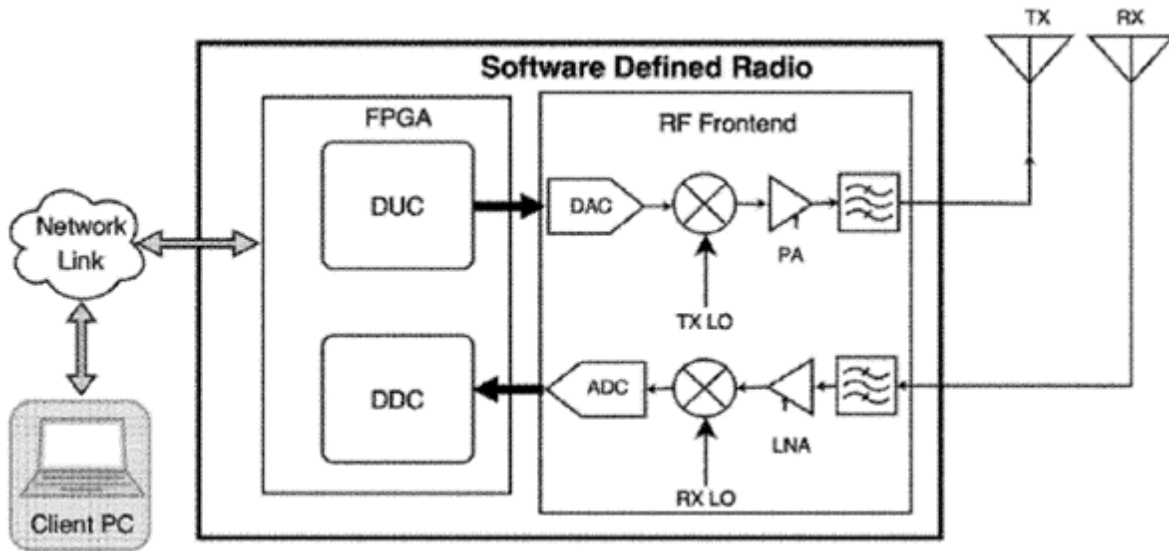 TX
RX
Software Defined Radio
FPGA
RF Frontend
DUC
DAC
PA
TX LO
Network
Link
DDC
ADC
LNA
RX LO
Client PC